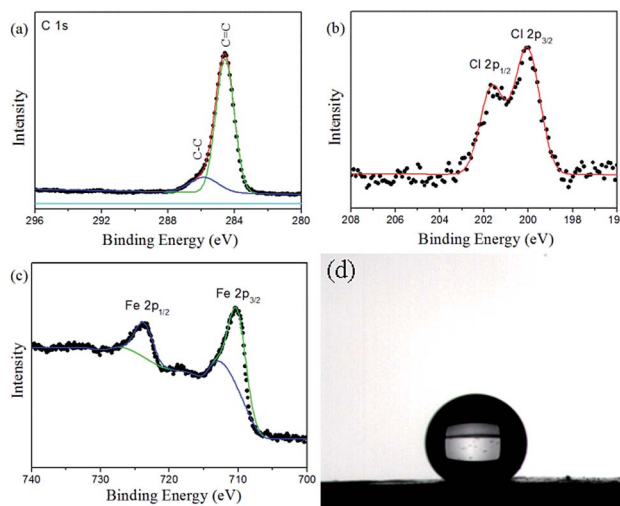 (a)
C 1s
C=C
C-C
Intensity
296 292 288 284 280
Binding Energy (eV)
(b)
Cl 2p3/2
Cl 2p1/2
Intensity
208 206 204 202 200 198 19
Binding Energy (eV)
(c)
Fe 2p1/2
Fe 2p3/2
Intensity
740 730 720 710 700
Binding Energy (eV)
(d)